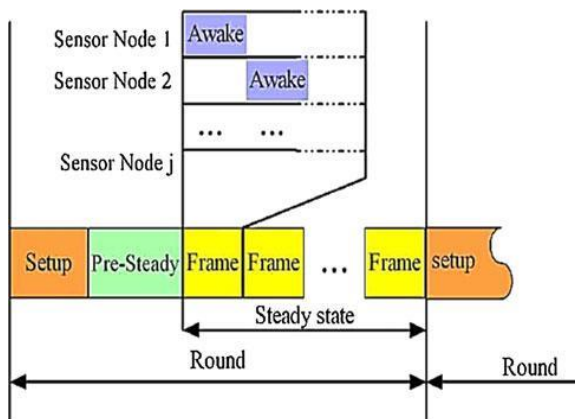 Sensor Node 1 Awake
Sensor Node 2 Awake
... ...
Sensor Node j
Setup Pre-Steady Frame Frame ... Frame setup
Steady state
Round
Round